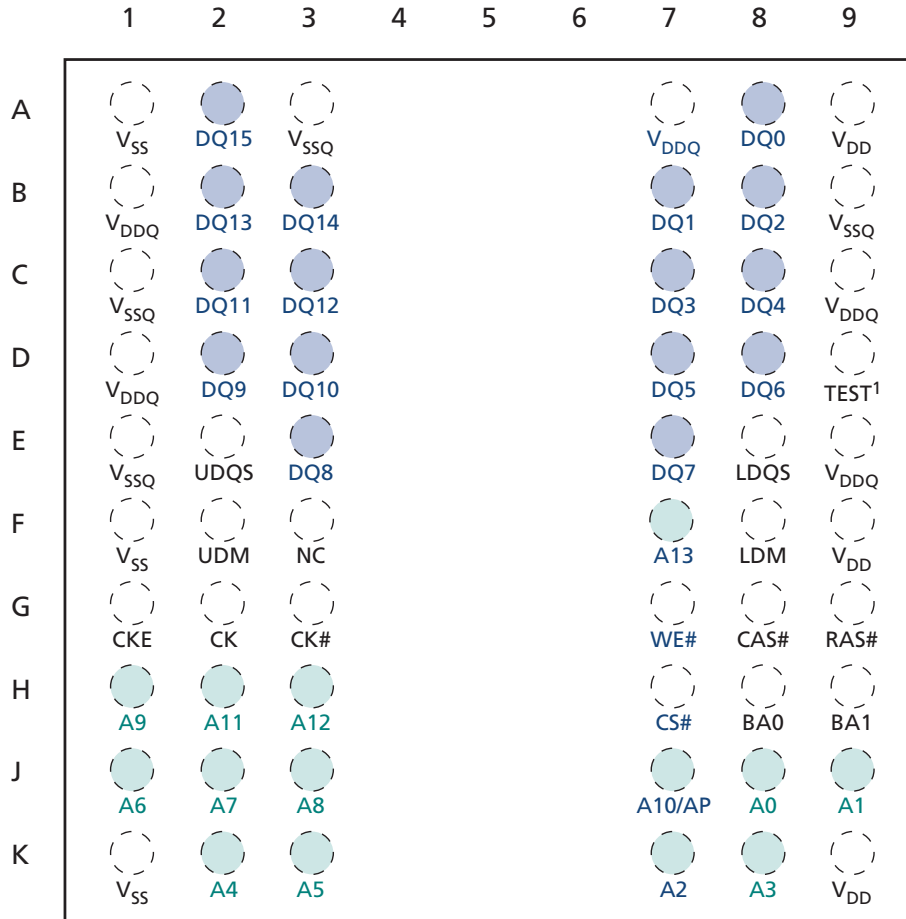 1 2 3 4 5 6 7 8 9
A
VSS DQ15 VSSQ VDDQ DQ0 VDD
B
VDDQ DQ13 DQ14 DQ1 DQ2 VSSQ
C
VSSQ DQ11 DQ12 DQ3 DQ4 VDDQ
D
VDDQ DQ9 DQ10 DQ5 DQ6 TEST1
E
VSSQ UDQS DQ8 DQ7 LDQS VDDQ
F
VSS UDM NC A13 LDM VDD
G
CKE CK CK# WE# CAS# RAS#
H
A9 A11 A12 CS# BA0 BA1
J
A6 A7 A8 A10/AP A0 A1
K
VSS A4 A5 A2 A3 VDD